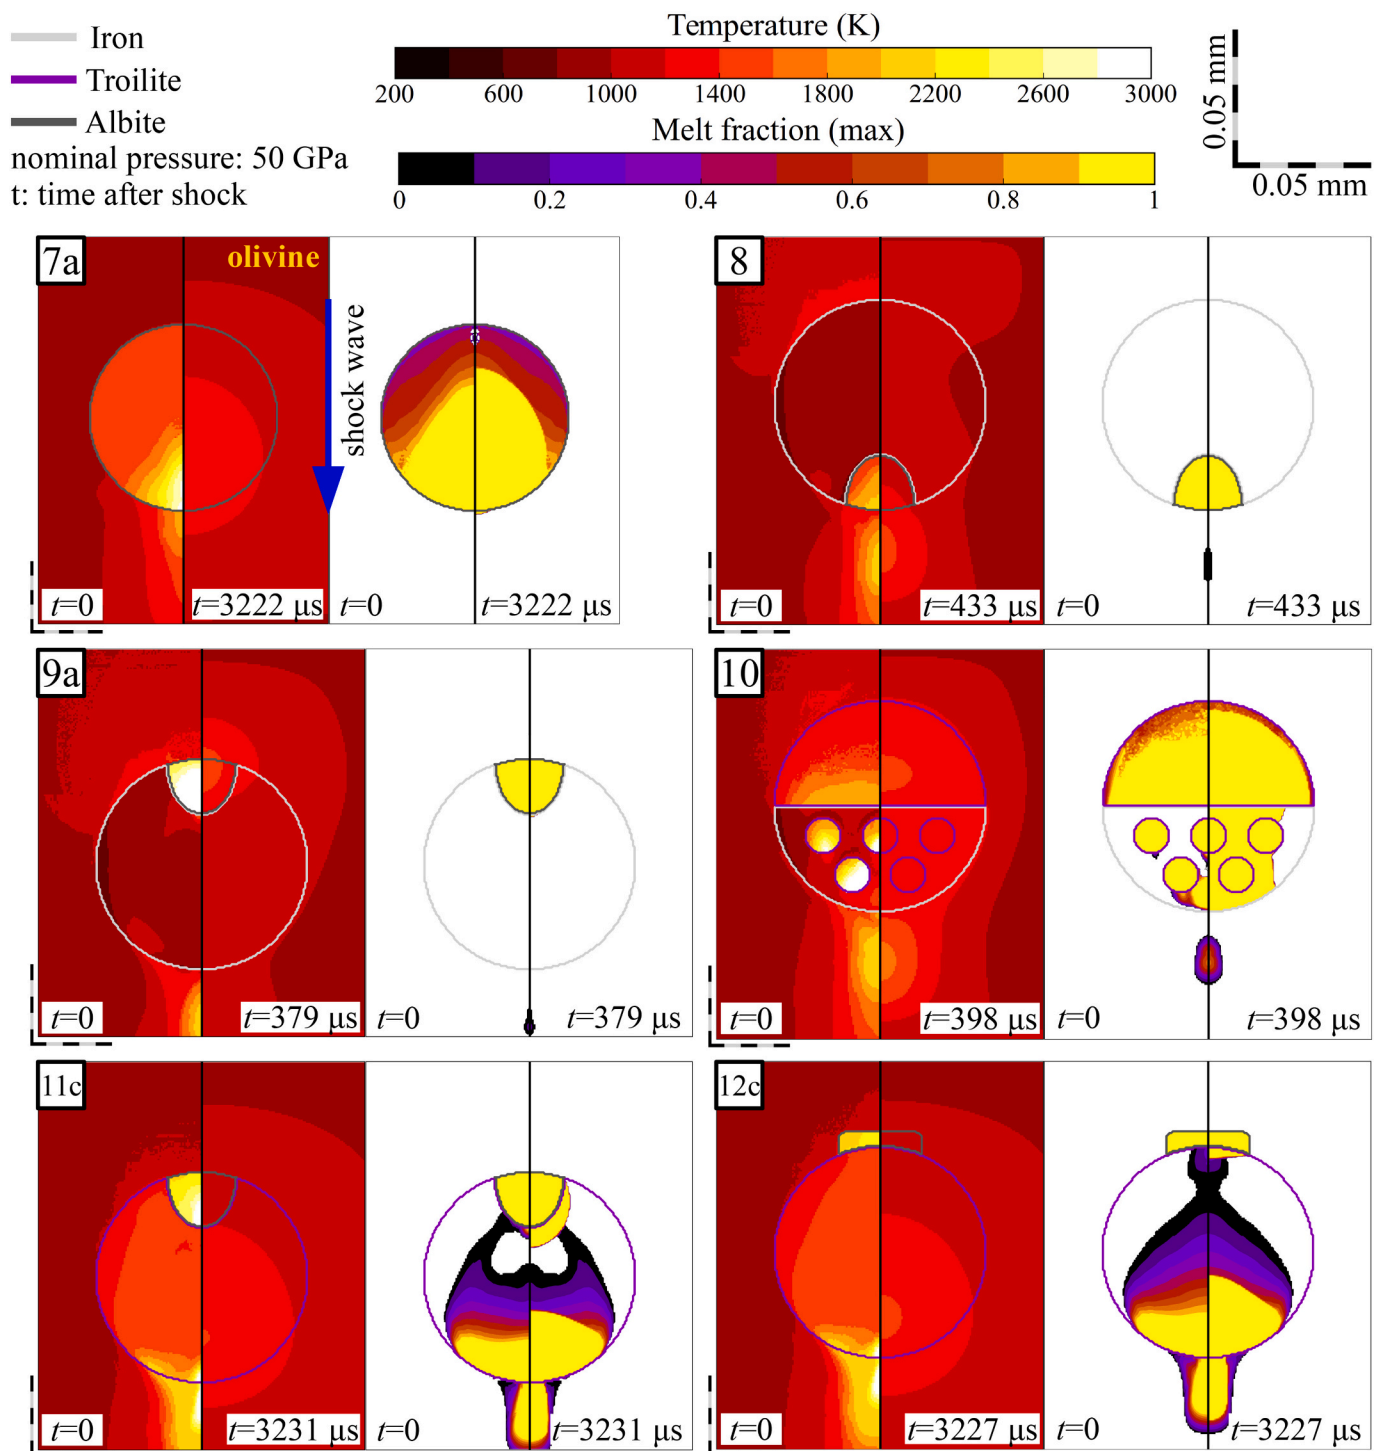 Iron
Troilite
Albite
nominal pressure: 50 GPa
t: time after shock
Temperature (K)
200 600 1000 1400 1800 2200 2600 3000
Melt fraction (max)
0 0.2 0.4 0.6 0.8 1
0.05 mm
0.05 mm
7a
olivine
shock wave
t=0 t=3222 µs t=0 t=3222 µs
8
t=0 t=433 µs t=0 t=433 µs
9a
t=0 t=379 µs t=0 t=379 µs
10
t=0 t=398 µs t=0 t=398 µs
11c
t=0 t=3231 µs t=0 t=3231 µs
12c
t=0 t=3227 µs t=0 t=3227 µs